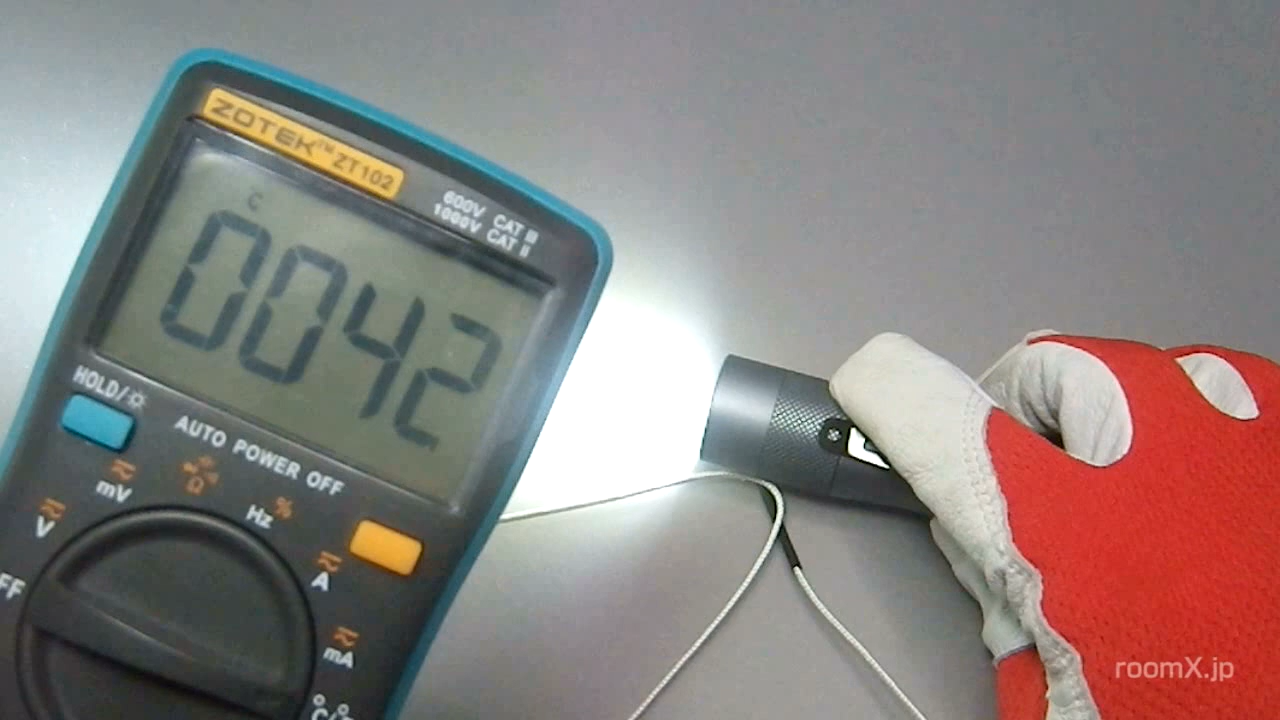 ZOTEK™ ZT102
600V CAT III
1000V CAT II
C
0042
HOLD/
AUTO POWER OFF
mV
Ω
Hz %
V
A
FF
mA
°C/°
roomX.jp